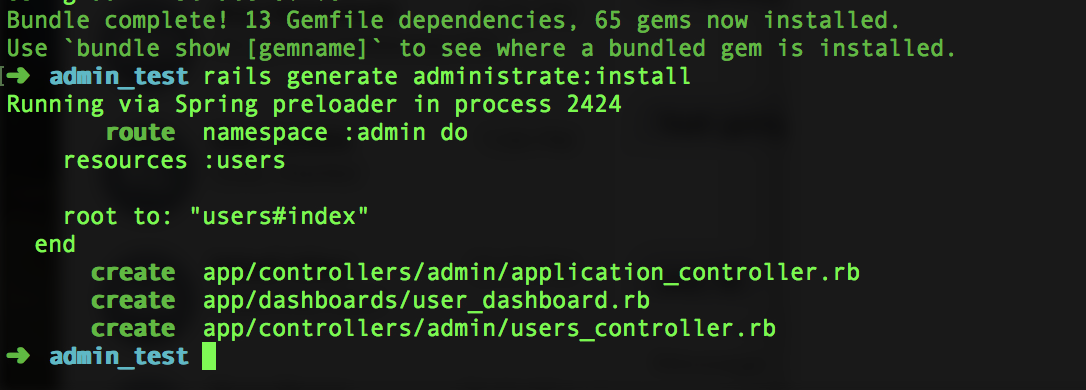 Bundle complete! 13 Gemfile dependencies, 65 gems now installed.
Use `bundle show [gemname]` to see where a bundled gem is installed.
➜  admin_test rails generate administrate:install
Running via Spring preloader in process 2424
       route  namespace :admin do
    resources :users

    root to: "users#index"
  end
      create  app/controllers/admin/application_controller.rb
      create  app/dashboards/user_dashboard.rb
      create  app/controllers/admin/users_controller.rb
➜  admin_test